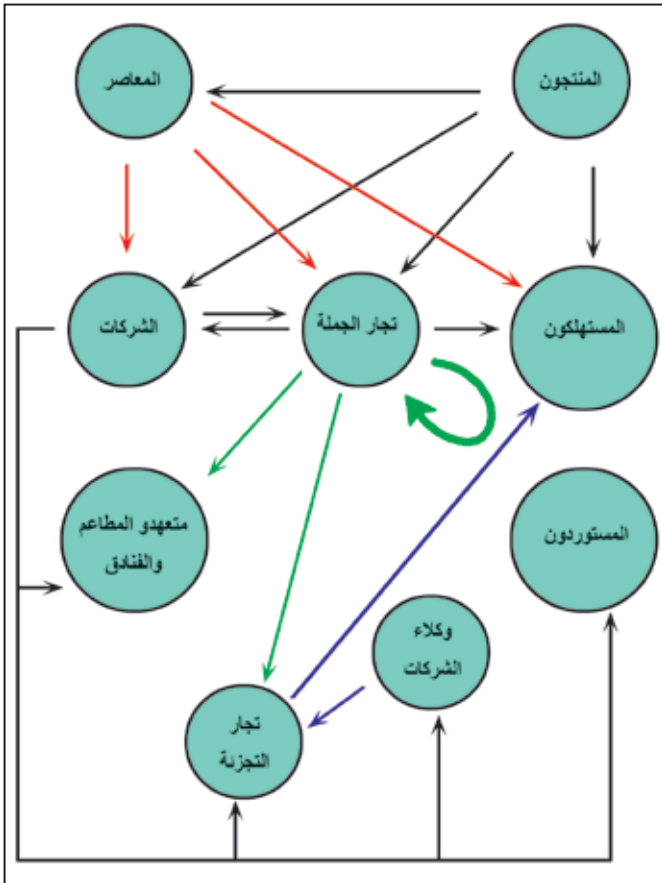 المنتجون
المعاصر
المستهلكون
تجار الجملة
الشركات
متعهدو المطاعم
والفنادق
المستوردون
وكلاء
الشركات
تجار
التجزئة